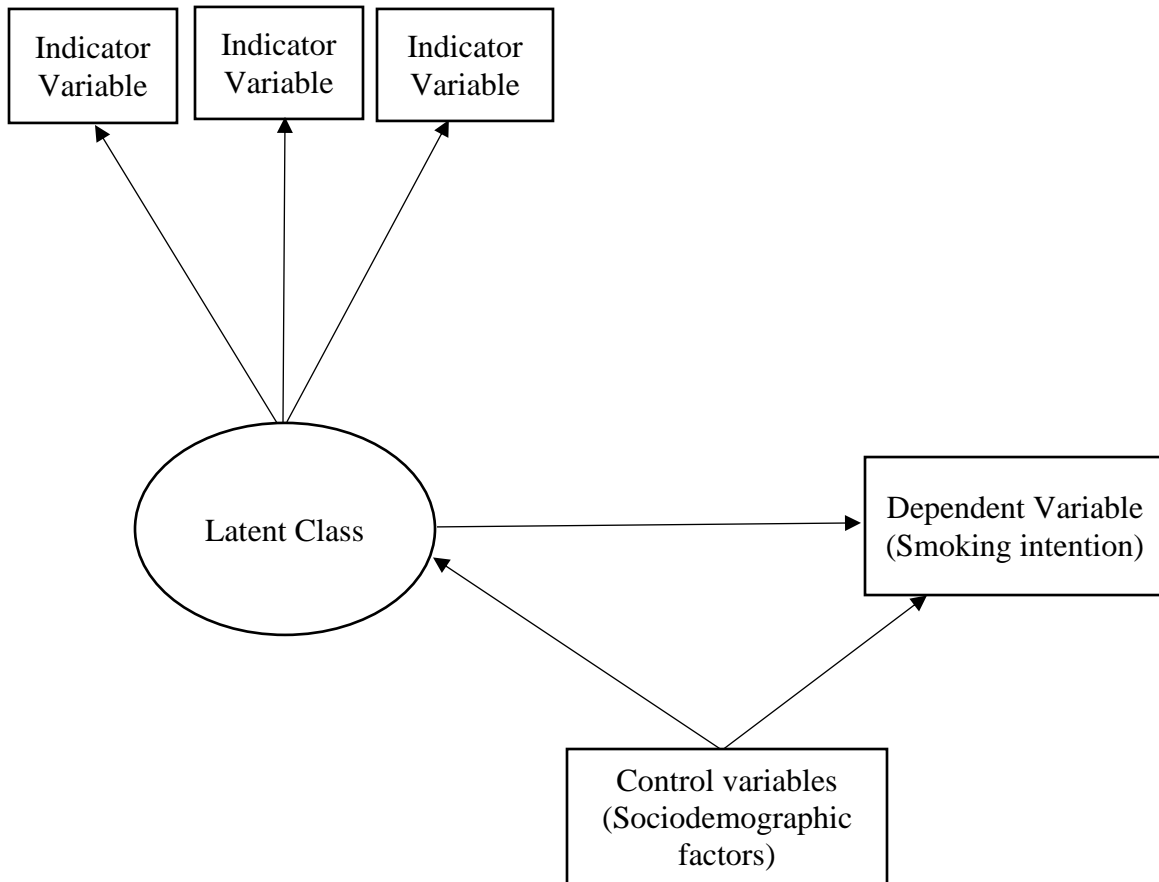 Indicator
Variable
Indicator
Variable
Indicator
Variable
Latent Class
Dependent Variable
(Smoking intention)
Control variables
(Sociodemographic
factors)